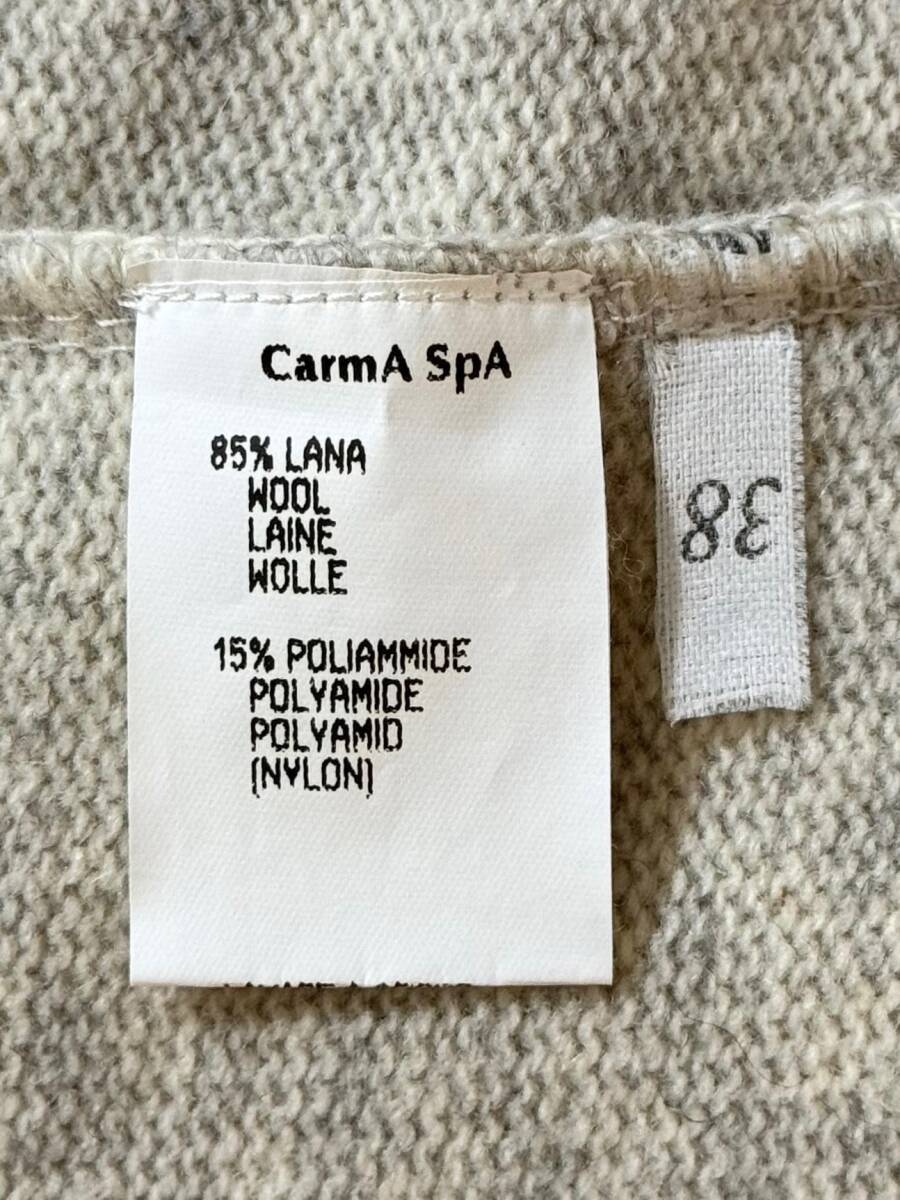 CarmA SpA
85% LANA
WOOL
LAINE
WOLLE
15% POLIAMMIDE
POLYAMIDE
POLYAMID
(NYLON)
38